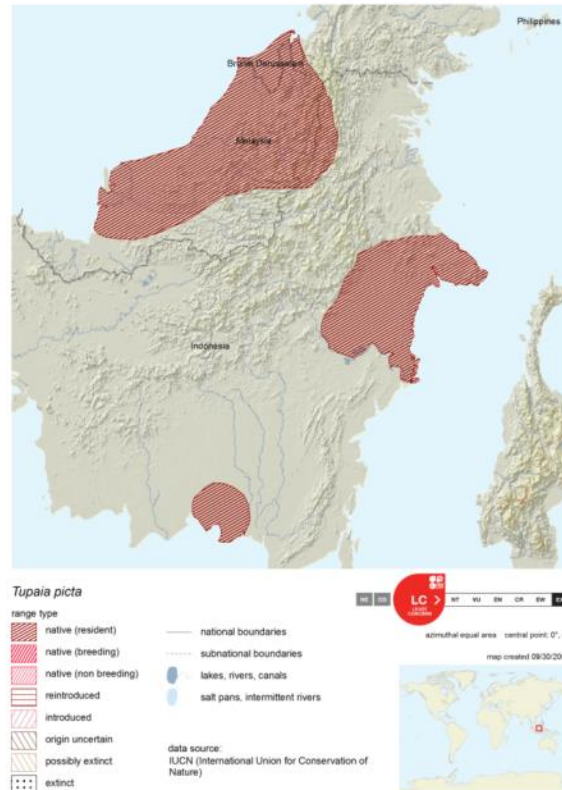 Philippines
Brunei Darussalam
Malaysia
Indonesia
Tupaia picta
range type
native (resident)
native (breeding)
native (non breeding)
reintroduced
introduced
origin uncertain
possibly extinct
extinct
national boundaries
subnational boundaries
lakes, rivers, canals
salt pans, intermittent rivers
data source:
IUCN (International Union for Conservation of
Nature)
NE DD LC NT VU EN CR EW
LEAST
CONCERN
azimuthal equal area central point: 0°,
map created